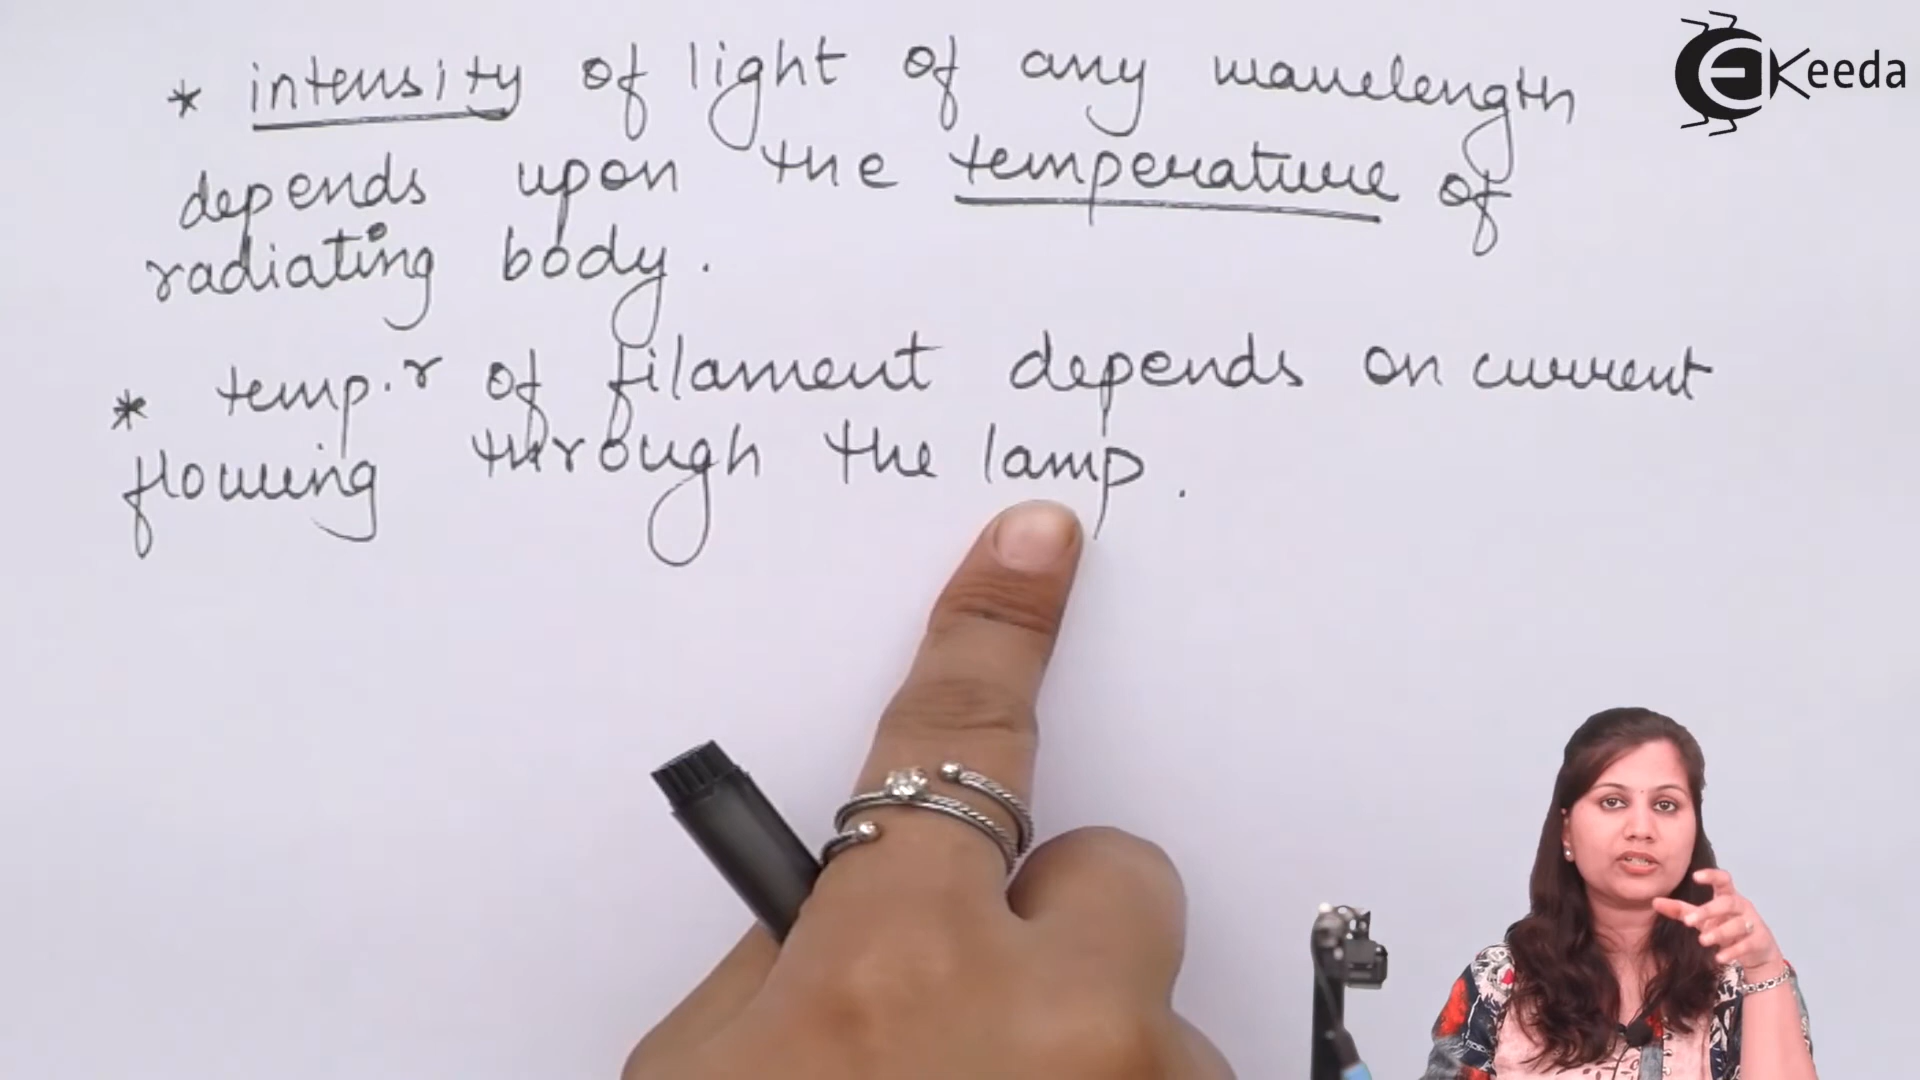 * intensity of light of any wavelength
depends upon the temperature of
radiating body.
* temp.r of filament depends on current
flowing through the lamp.
EKeeda